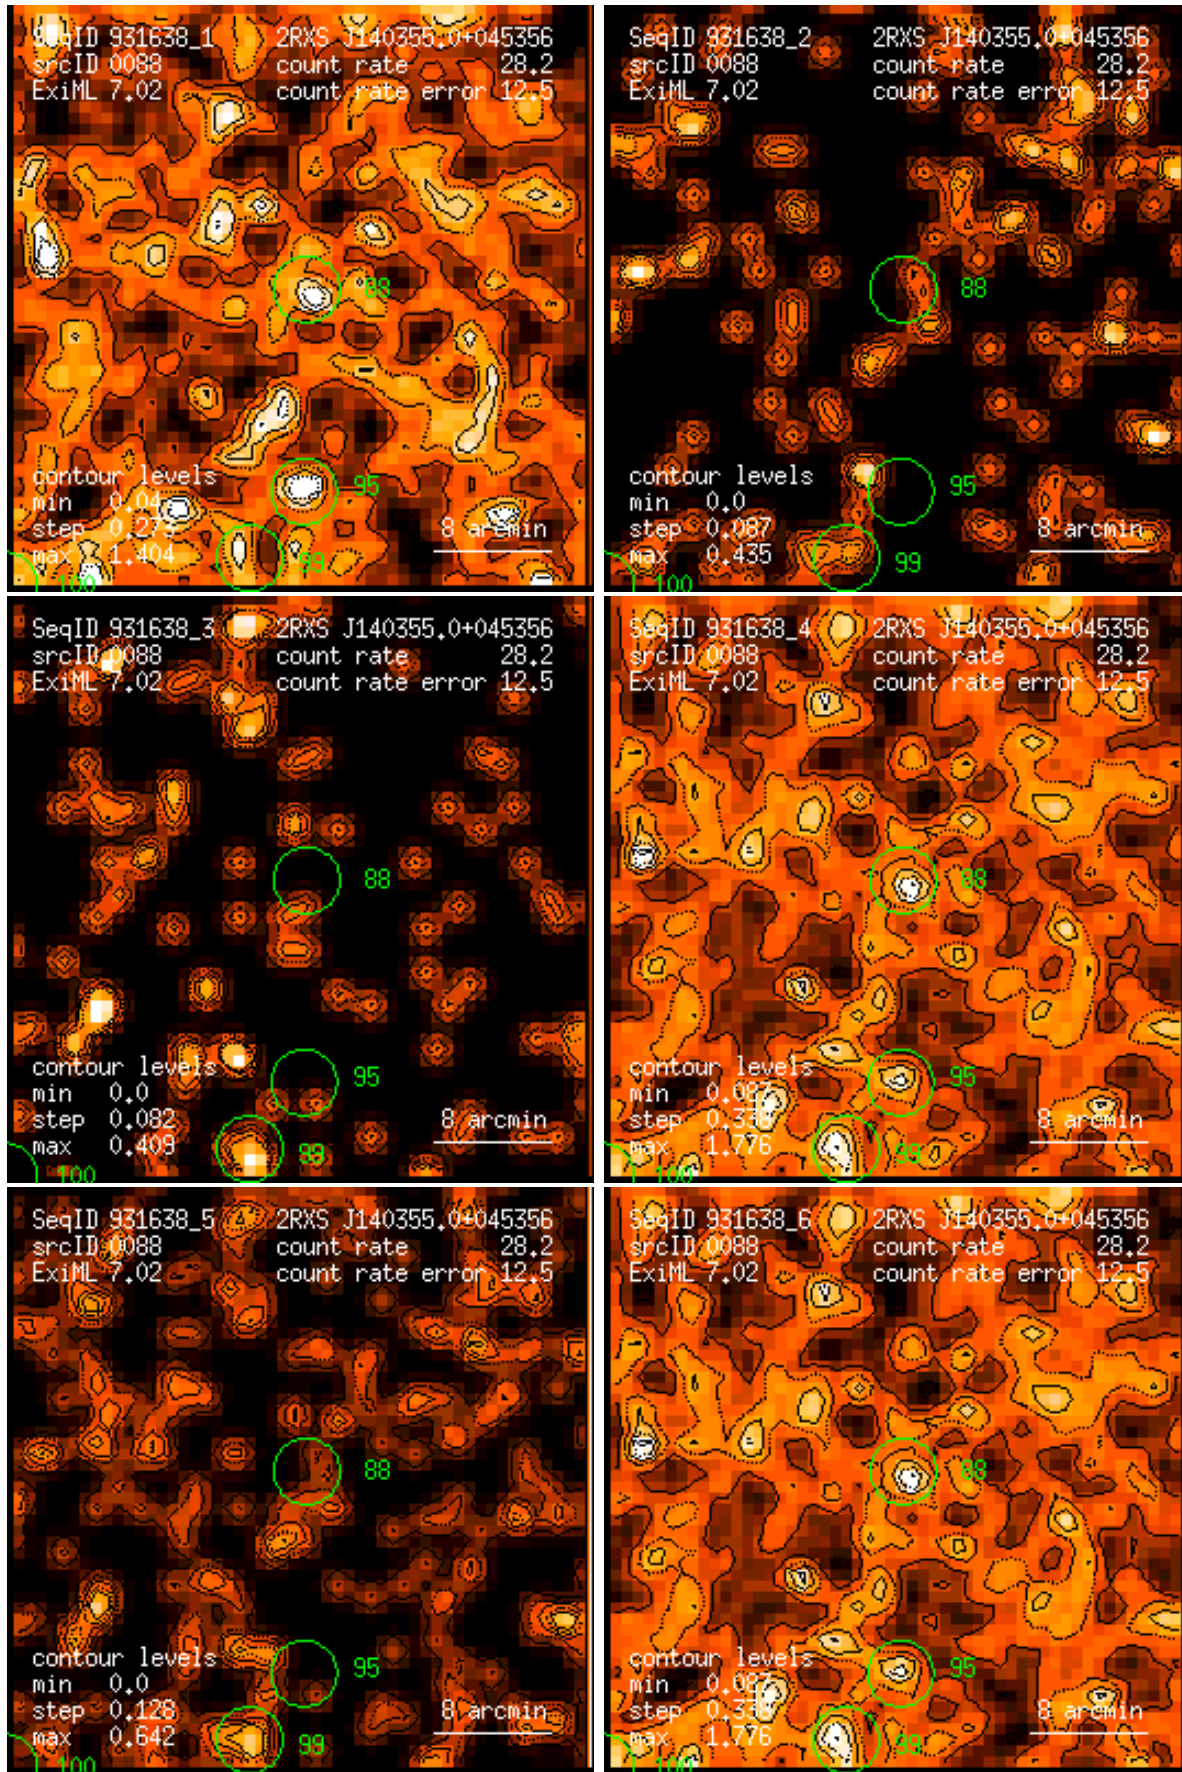 SeqID 931638_1 2RXS J140355.0+045356
srcID 0088 count rate 28.2
ExiML 7.02 count rate error 12.5
88
contour levels
min 0.04
95
step 0.273
8 arcmin
max 1.404
99
100
SeqID 931638_2 2RXS J140355.0+045356
srcID 0088 count rate 28.2
ExiML 7.02 count rate error 12.5
88
contour levels
95
min 0.0
step 0.087
8 arcmin
max 0.435
99
100
SeqID 931638_3 2RXS J140355.0+045356
srcID 0088 count rate 28.2
ExiML 7.02 count rate error 12.5
88
contour levels
95
min 0.0
step 0.082
8 arcmin
max 0.409
99
100
SeqID 931638_4 2RXS J140355.0+045356
srcID 0088 count rate 28.2
ExiML 7.02 count rate error 12.5
88
contour levels
95
min 0.087
step 0.338
8 arcmin
max 1.776
99
100
SeqID 931638_5 2RXS J140355.0+045356
srcID 0088 count rate 28.2
ExiML 7.02 count rate error 12.5
88
contour levels
95
min 0.0
step 0.128
8 arcmin
max 0.642
99
100
SeqID 931638_6 2RXS J140355.0+045356
srcID 0088 count rate 28.2
ExiML 7.02 count rate error 12.5
88
contour levels
95
min 0.087
step 0.338
8 arcmin
max 1.776
99
100